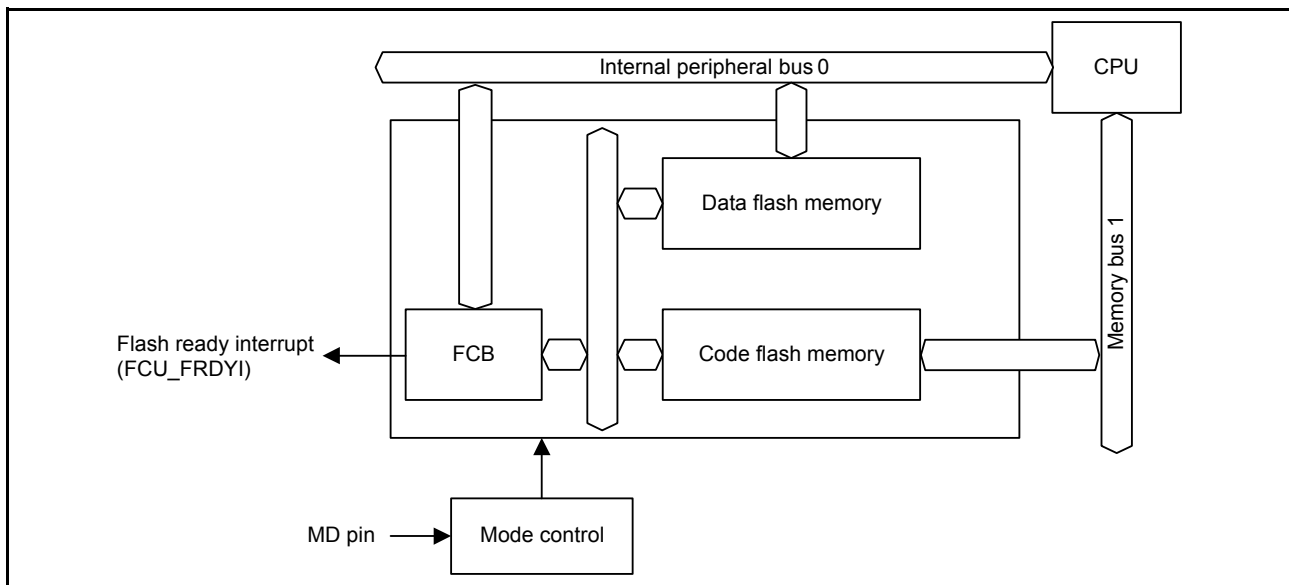 Internal peripheral bus 0
CPU
Data flash memory
Memory bus 1
Flash ready interrupt
(FCU_FRDYI)
FCB
Code flash memory
MD pin
Mode control